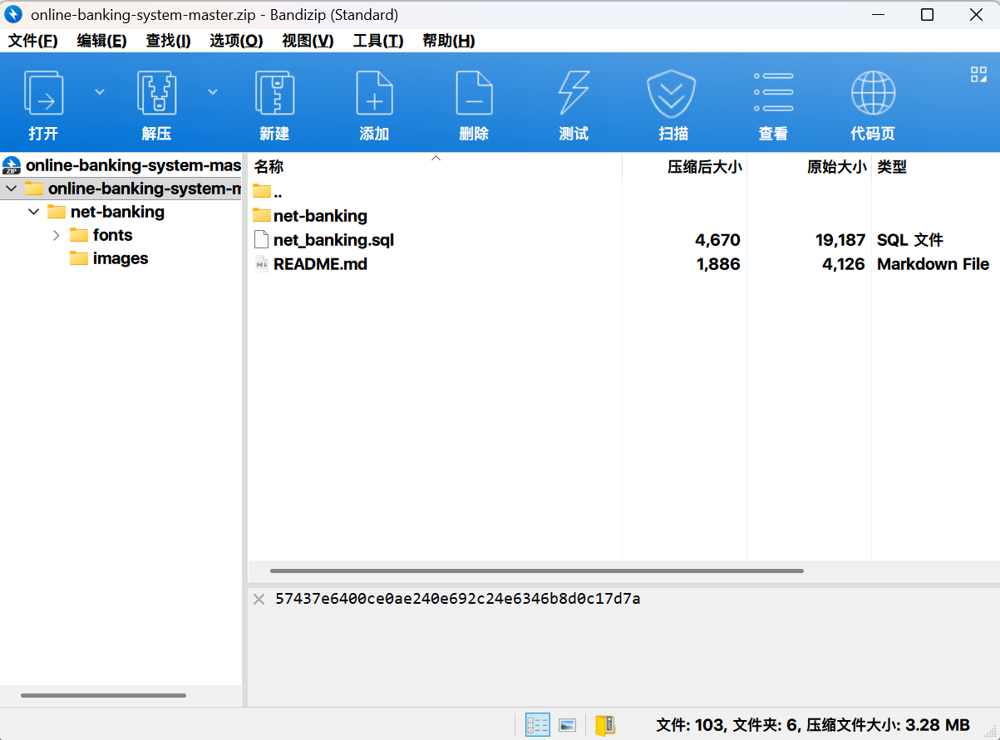 online-banking-system-master.zip - Bandizip (Standard)
文件(F) 编辑(E) 查找(I) 选项(O) 视图(V) 工具(T) 帮助(H)
打开 解压 新建 添加 删除 测试 扫描 查看 代码页
online-banking-system-mas
online-banking-system-m
net-banking
fonts
images
名称 压缩后大小 原始大小 类型
..
net-banking
net_banking.sql 4,670 19,187 SQL 文件
README.md 1,886 4,126 Markdown File
57437e6400ce0ae240e692c24e6346b8d0c17d7a
文件: 103, 文件夹: 6, 压缩文件大小: 3.28 MB